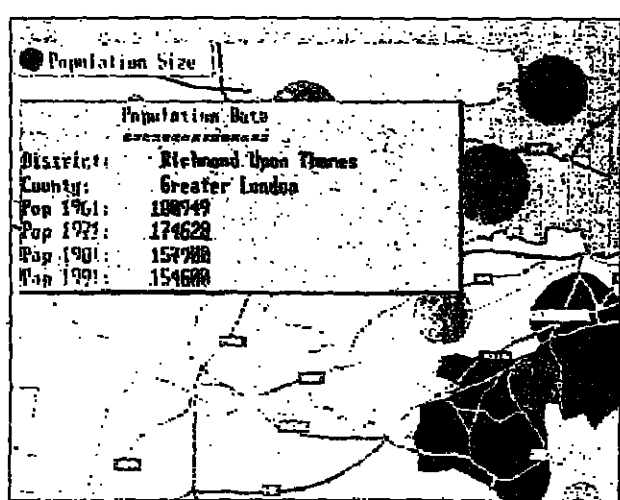 Population Size
Population Data
================
District: Richmond Upon Thames
County: Greater London
Pop 1961: 180949
Pop 1971: 174628
Pop 1981: 157900
Pop 1991: 154600